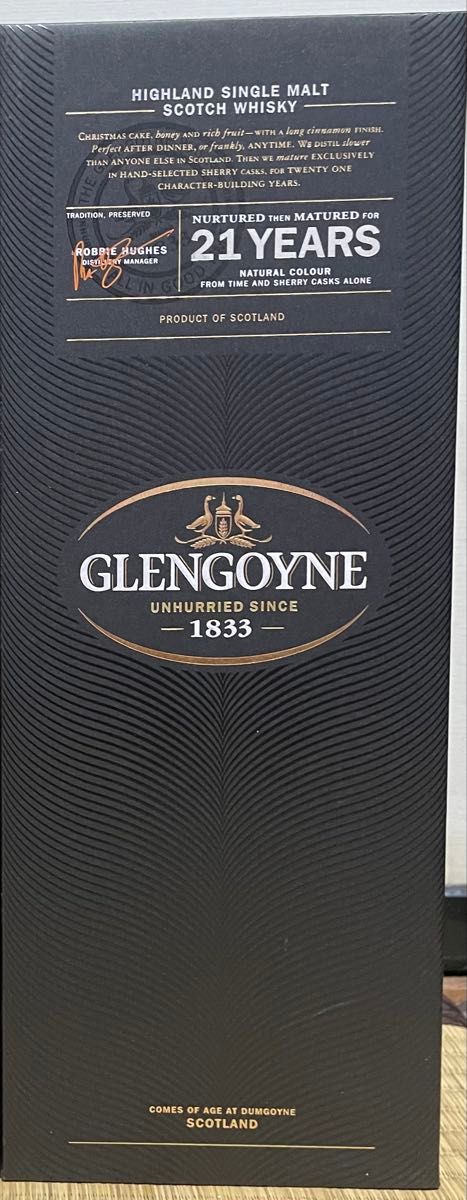 HIGHLAND SINGLE MALT
SCOTCH WHISKY
CHRISTMAS CAKE, honey and rich fruit—WITH a long cinnamon FINISH.
Perfect AFTER DINNER, or frankly, ANYTIME. WE DISTIL slower
THAN ANYONE ELSE IN SCOTLAND. THEN WE mature EXCLUSIVELY
IN HAND-SELECTED SHERRY CASKS, FOR TWENTY ONE
CHARACTER-BUILDING YEARS.
TRADITION, PRESERVED
ROBBIE HUGHES
DISTILLERY MANAGER
NURTURED THEN MATURED FOR
21 YEARS
NATURAL COLOUR
FROM TIME AND SHERRY CASKS ALONE
PRODUCT OF SCOTLAND
GLENGOYNE
UNHURRIED SINCE
— 1833 —
COMES OF AGE AT DUMGOYNE
SCOTLAND